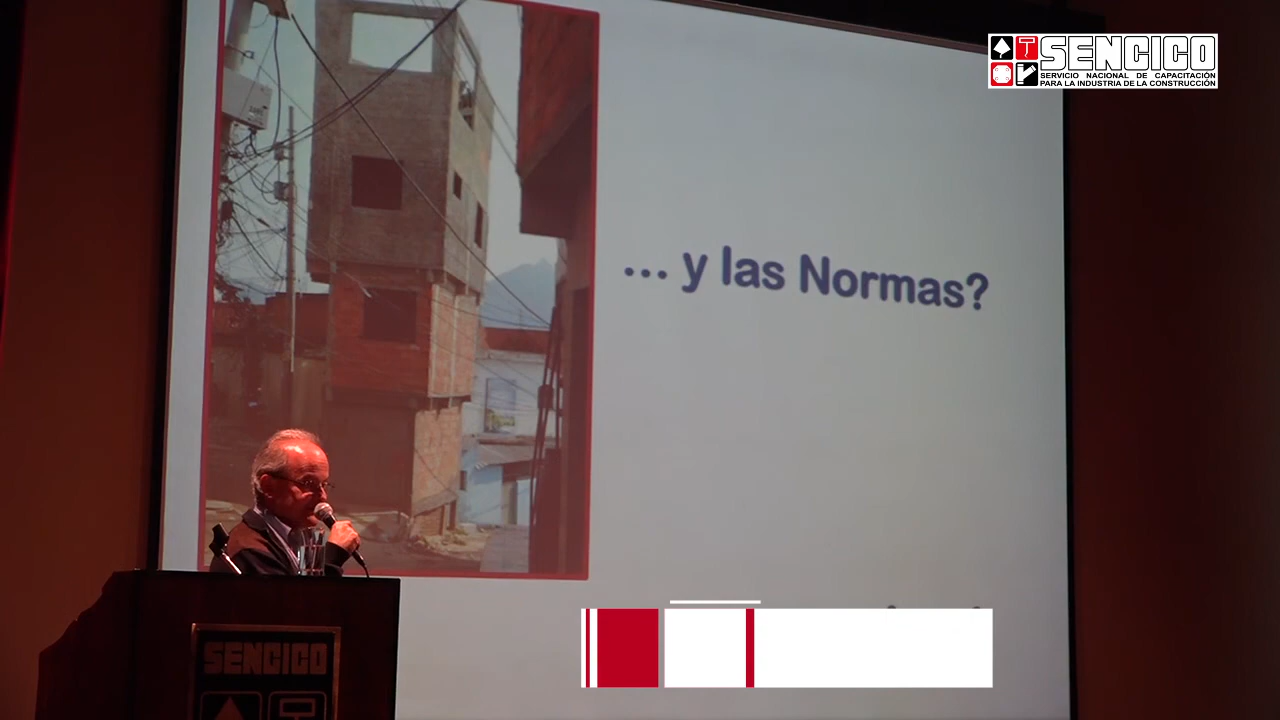 SENCICO
SERVICIO NACIONAL DE CAPACITACIÓN
PARA LA INDUSTRIA DE LA CONSTRUCCIÓN
... y las Normas?
SENCICO